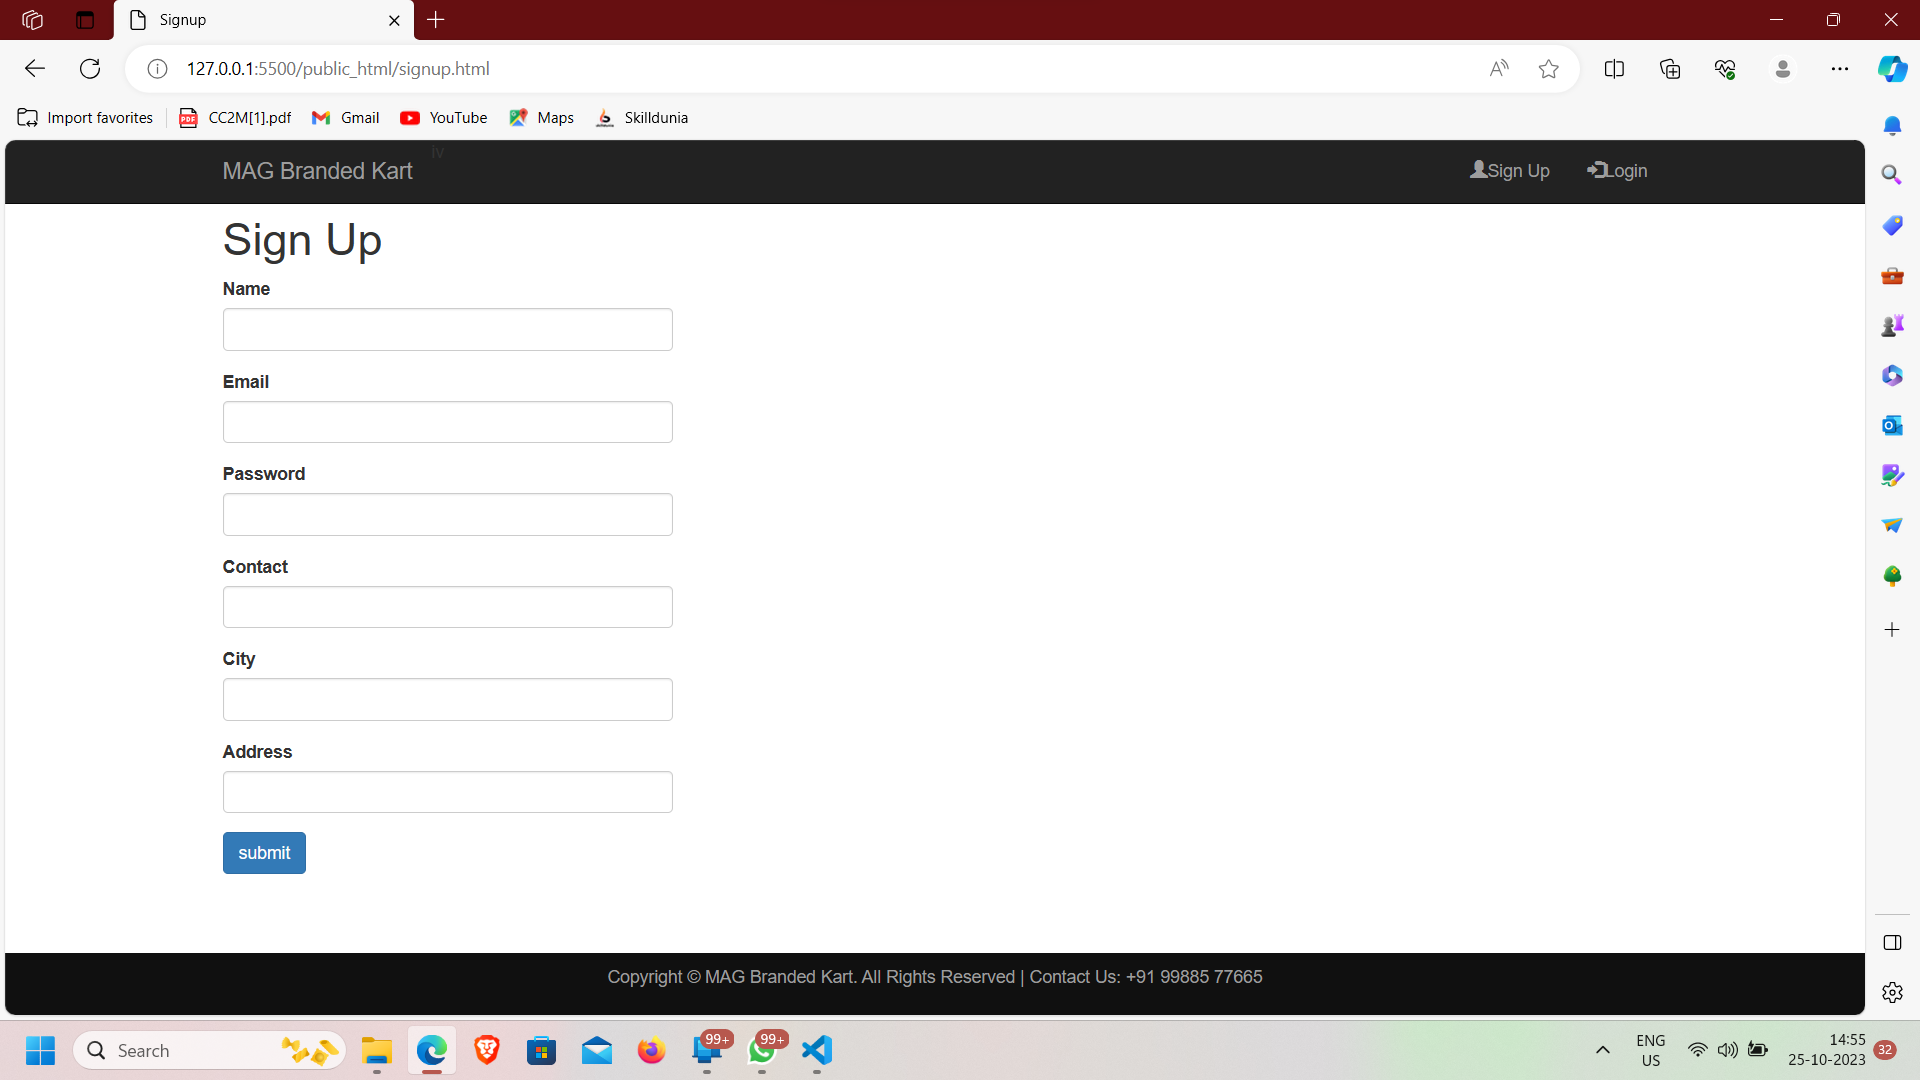 Signup
127.0.0.1:5500/public_html/signup.html
Import favorites CC2M[1].pdf Gmail YouTube Maps Skilldunia
iv
MAG Branded Kart Sign Up Login
Sign Up
Name
Email
Password
Contact
City
Address
submit
Copyright © MAG Branded Kart. All Rights Reserved | Contact Us: +91 99885 77665
Search 99+ 99+ ENG US 14:55 25-10-2023 32